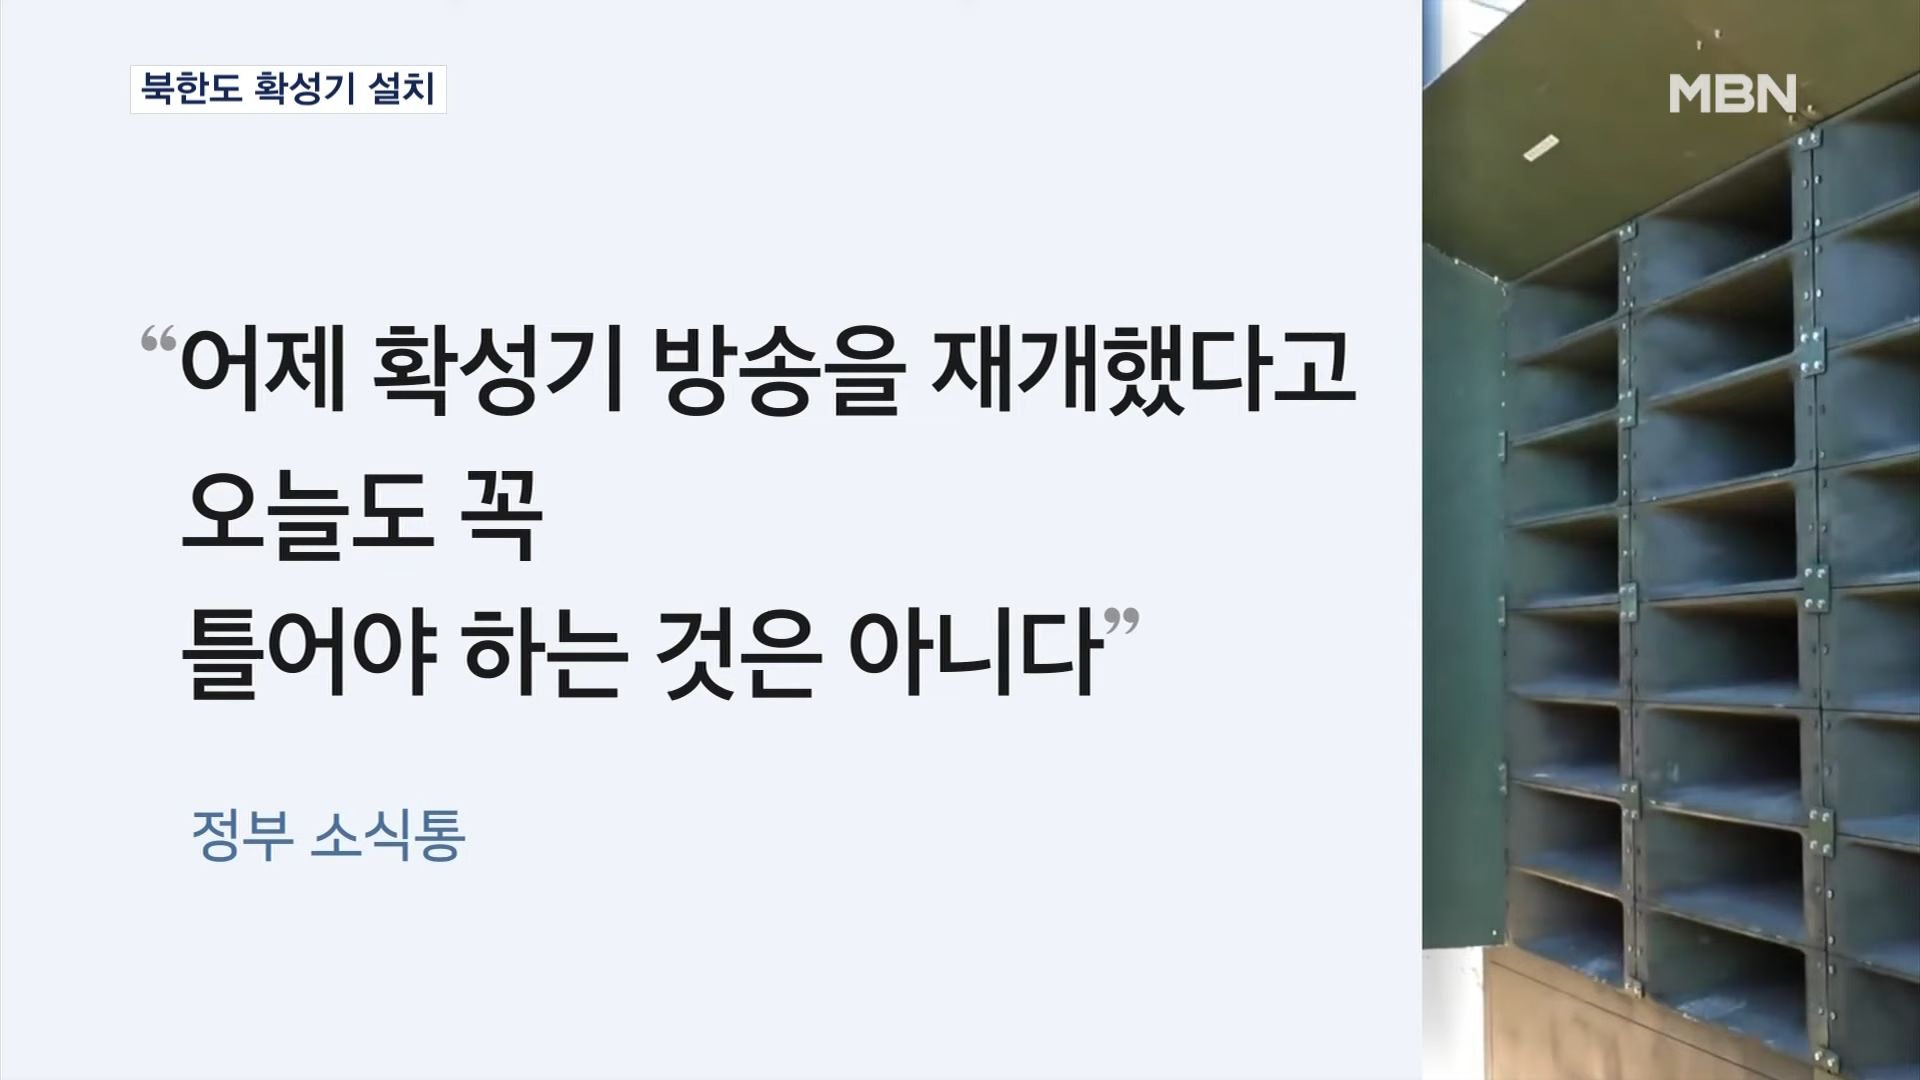 북한도 확성기 설치
MBN
“어제 확성기 방송을 재개했다고
오늘도 꼭
틀어야 하는 것은 아니다”
정부 소식통